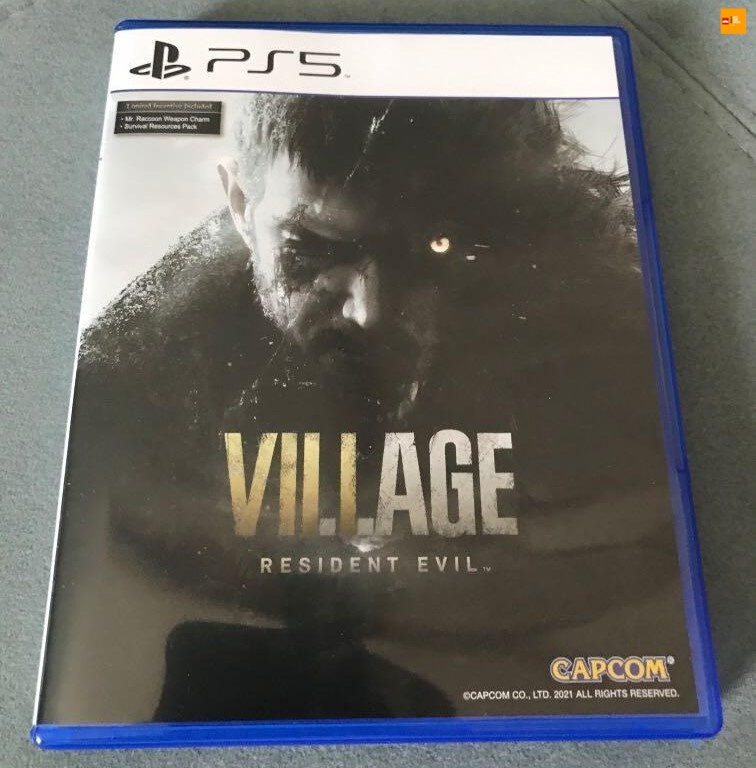 PS5
Limited Incentive Included
• Mr. Raccoon Weapon Charm
• Survival Resources Pack
VILLAGE
RESIDENT EVIL™
CAPCOM®
©CAPCOM CO., LTD. 2021 ALL RIGHTS RESERVED.